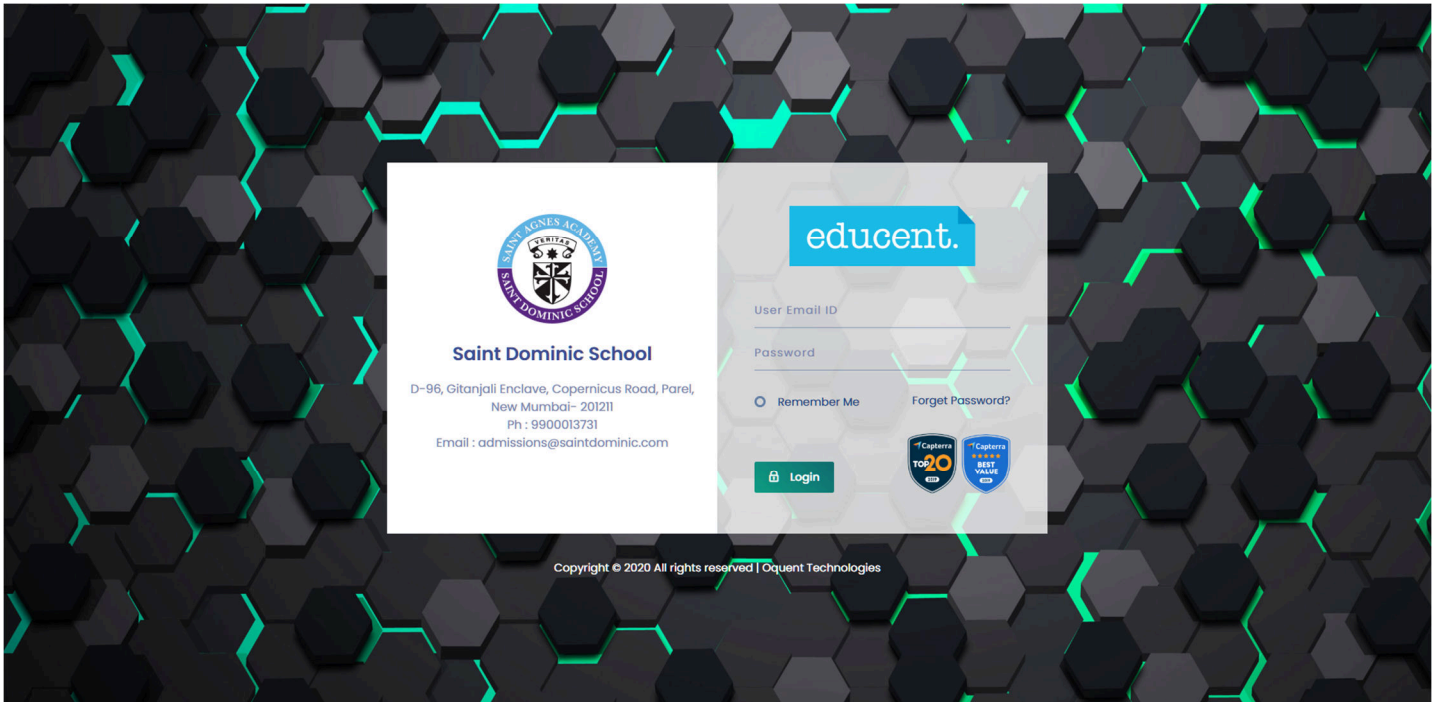 SAINT AGNES ACADEMY
VERITAS
SAINT DOMINIC SCHOOL
Saint Dominic School
D-96, Gitanjali Enclave, Copernicus Road, Parel,
New Mumbai- 201211
Ph : 9900013731
Email : admissions@saintdominic.com
educent.
User Email ID
Password
Remember Me
Forget Password?
Login
Capterra
TOP 20
2019
Capterra
BEST
VALUE
2019
Copyright © 2020 All rights reserved | Oquent Technologies